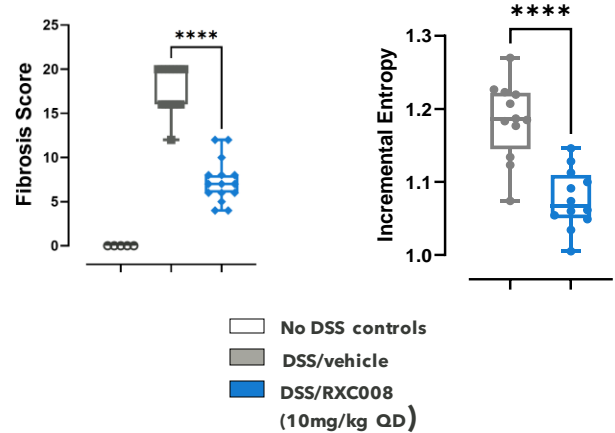 Fibrosis Score
25
20
15
10
5
0
****
Incremental Entropy
1.3
1.2
1.1
1.0
****
No DSS controls
DSS/vehicle
DSS/RXC008
(10mg/kg QD)